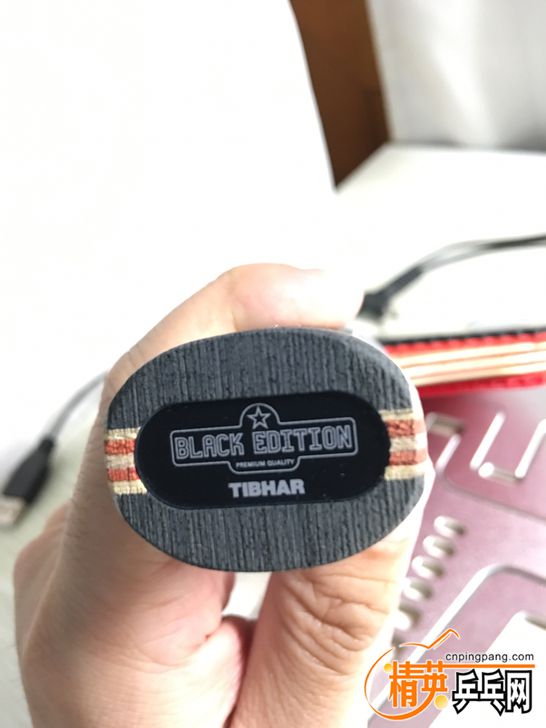 BLACK EDITION
PREMIUM QUALITY
TIBHAR
cnpingpang.com
精英乒乓网